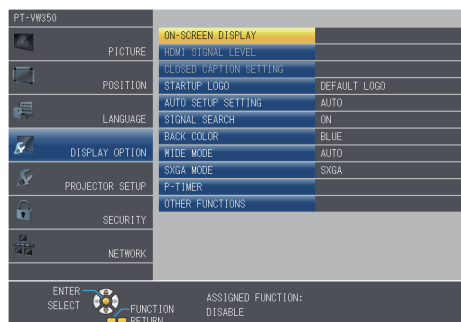 PT-VW350
PICTURE
POSITION
LANGUAGE
DISPLAY OPTION
PROJECTOR SETUP
SECURITY
NETWORK
ON-SCREEN DISPLAY
HDMI SIGNAL LEVEL
CLOSED CAPTION SETTING
STARTUP LOGO DEFAULT LOGO
AUTO SETUP SETTING AUTO
SIGNAL SEARCH ON
BACK COLOR BLUE
WIDE MODE AUTO
SXGA MODE SXGA
P-TIMER
OTHER FUNCTIONS
ENTER
SELECT
FUNCTION
RETURN
ASSIGNED FUNCTION:
DISABLE